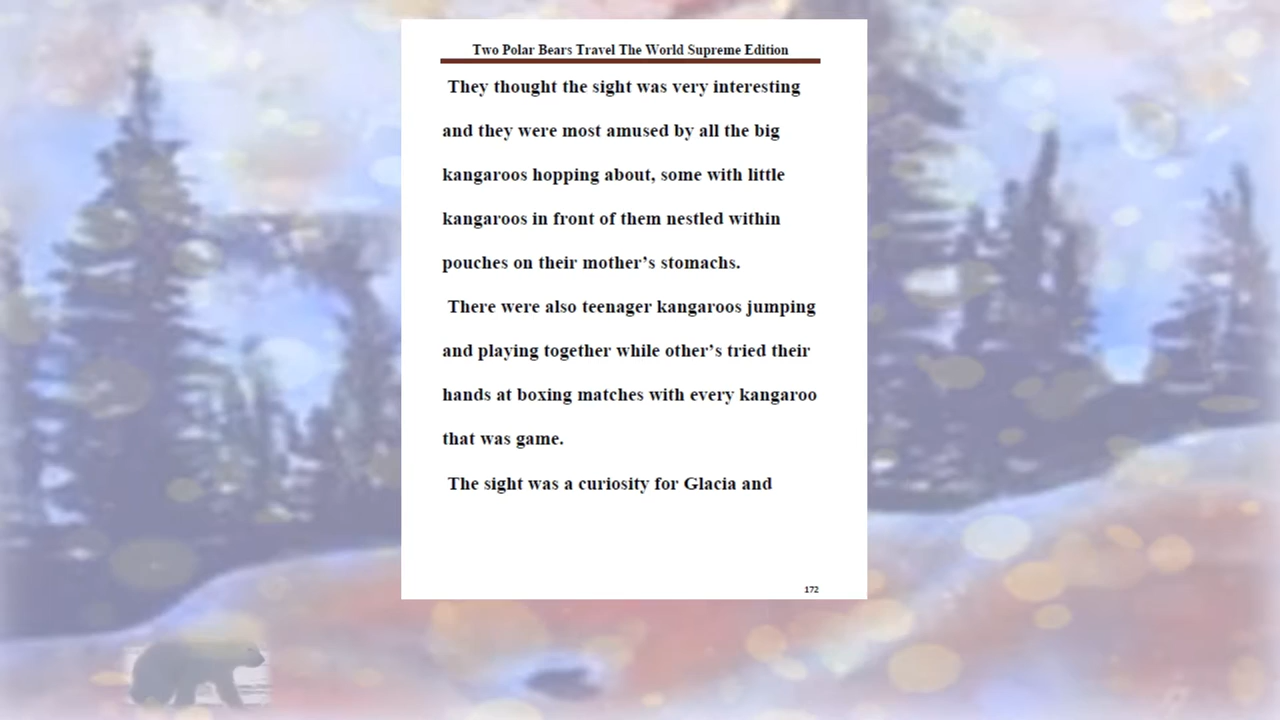 Two Polar Bears Travel The World Supreme Edition
They thought the sight was very interesting
and they were most amused by all the big
kangaroos hopping about, some with little
kangaroos in front of them nestled within
pouches on their mother’s stomachs.
There were also teenager kangaroos jumping
and playing together while other’s tried their
hands at boxing matches with every kangaroo
that was game.
The sight was a curiosity for Glacia and
172